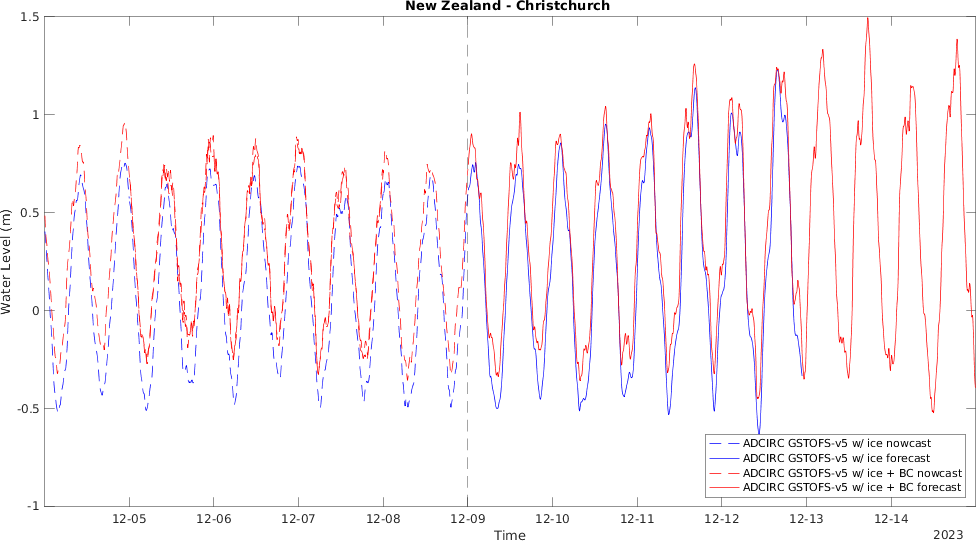 New Zealand - Christchurch
1.5
1
0.5
0
-0.5
-1
Water Level (m)
12-05
12-06
12-07
12-08
12-09
12-10
12-11
12-12
12-13
12-14
Time
2023
ADCIRC GSTOFS-v5 w/ ice nowcast
ADCIRC GSTOFS-v5 w/ ice forecast
ADCIRC GSTOFS-v5 w/ ice + BC nowcast
ADCIRC GSTOFS-v5 w/ ice + BC forecast